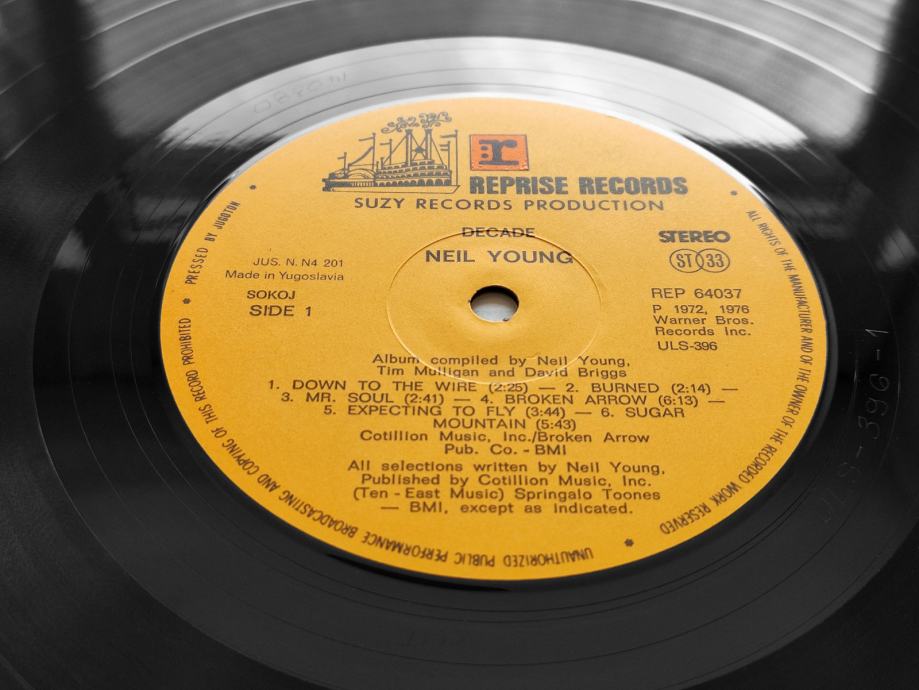 r
REPRISE RECORDS
SUZY RECORDS PRODUCTION
DECADE
NEIL YOUNG
STEREO
ST 33
JUS. N. N4 201
Made in Yugoslavia
SOKOJ
SIDE 1
REP 64037
P 1972, 1976
Warner Bros.
Records Inc.
ULS-396
Album compiled by Neil Young,
Tim Mulligan and David Briggs
1. DOWN TO THE WIRE (2:25) — 2. BURNED (2:14) —
3. MR. SOUL (2:41) — 4. BROKEN ARROW (6:13) —
5. EXPECTING TO FLY (3:44) — 6. SUGAR
MOUNTAIN (5:43)
Cotillion Music, Inc./Broken Arrow
Pub. Co. - BMI
All selections written by Neil Young,
Published by Cotillion Music, Inc.
(Ten - East Music) Springalo Toones
— BMI, except as indicated.
PRESSED BY JUGOTON
ALL RIGHTS OF THE MANUFACTURER AND OF THE OWNER OF THE RECORDED WORK RESERVED
UNAUTHORIZED PUBLIC PERFORMANCE BROADCASTING AND COPYING OF THIS RECORD PROHIBITED